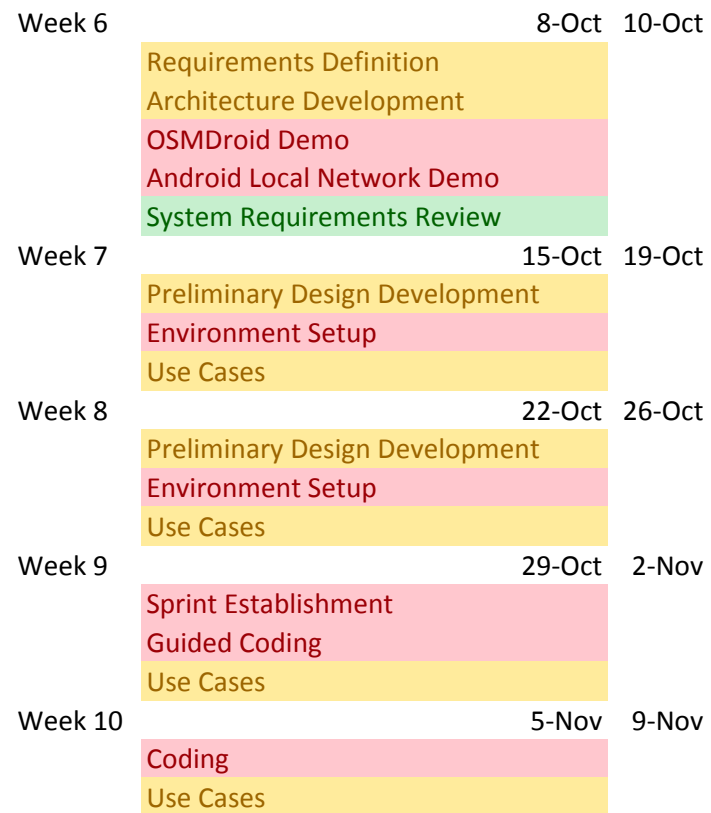 Week 6 8-Oct 10-Oct
Requirements Definition
Architecture Development
OSMDroid Demo
Android Local Network Demo
System Requirements Review
Week 7 15-Oct 19-Oct
Preliminary Design Development
Environment Setup
Use Cases
Week 8 22-Oct 26-Oct
Preliminary Design Development
Environment Setup
Use Cases
Week 9 29-Oct 2-Nov
Sprint Establishment
Guided Coding
Use Cases
Week 10 5-Nov 9-Nov
Coding
Use Cases